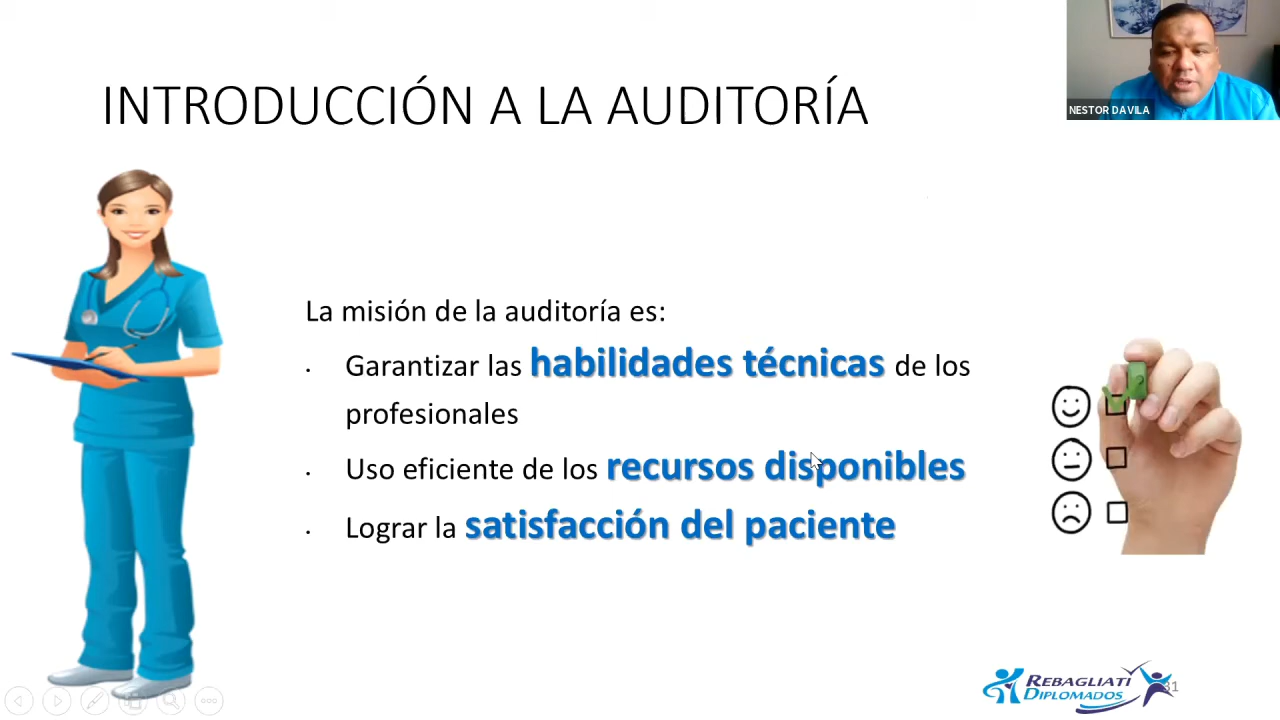 INTRODUCCIÓN A LA AUDITORÍA
NESTOR DAVILA
La misión de la auditoría es:
• Garantizar las habilidades técnicas de los
profesionales
• Uso eficiente de los recursos disponibles
• Lograr la satisfacción del paciente
REBAGLIATI
DIPLOMADOS
31